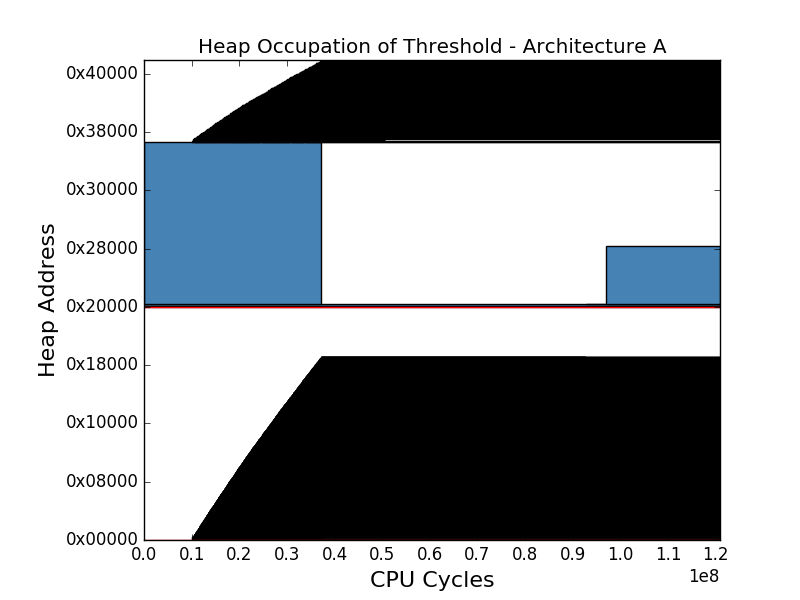 Heap Occupation of Threshold - Architecture A
0x40000
0x38000
0x30000
0x28000
0x20000
0x18000
0x10000
0x08000
0x00000
Heap Address
0.0 0.1 0.2 0.3 0.4 0.5 0.6 0.7 0.8 0.9 1.0 1.1 1.2
1e8
CPU Cycles